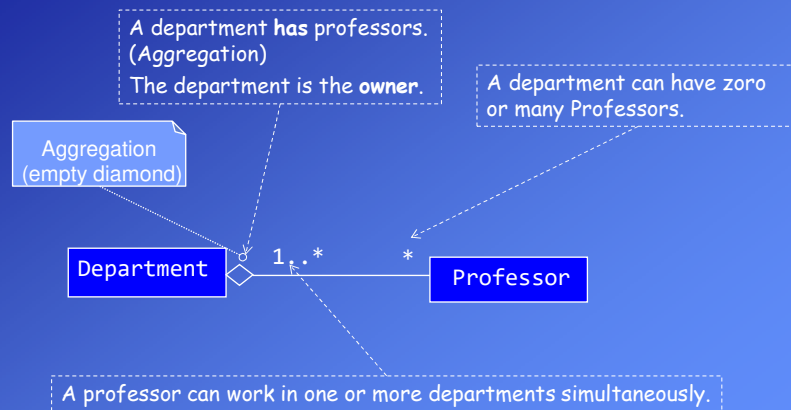 A department has professors.
(Aggregation)
The department is the owner.
A department can have zoro
or many Professors.
Aggregation
(empty diamond)
Department
1..*
*
Professor
A professor can work in one or more departments simultaneously.